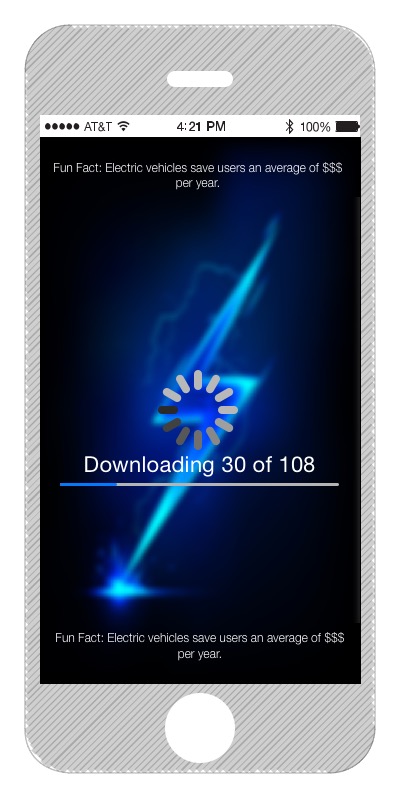 AT&T 4:21 PM 100%
Fun Fact: Electric vehicles save users an average of $$$
per year.
Downloading 30 of 108
Fun Fact: Electric vehicles save users an average of $$$
per year.